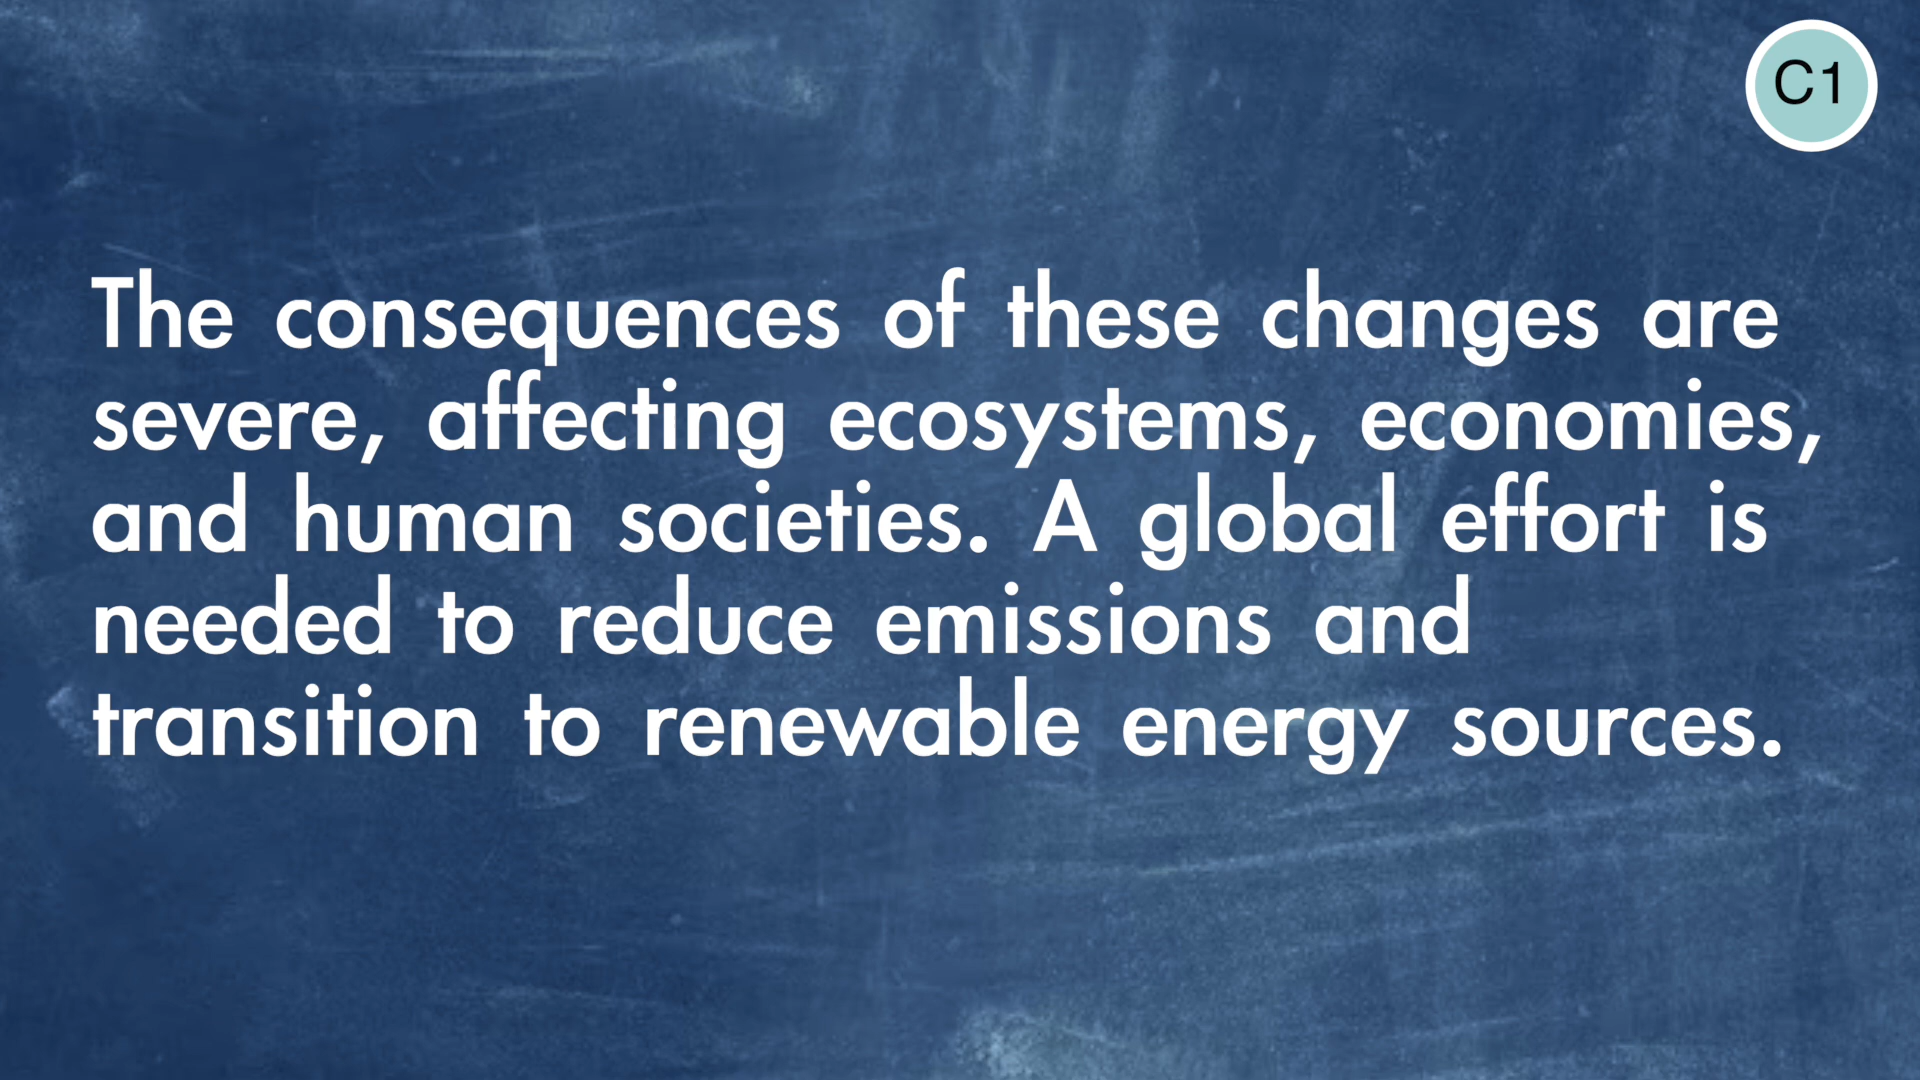 C1
The consequences of these changes are
severe, affecting ecosystems, economies,
and human societies. A global effort is
needed to reduce emissions and
transition to renewable energy sources.